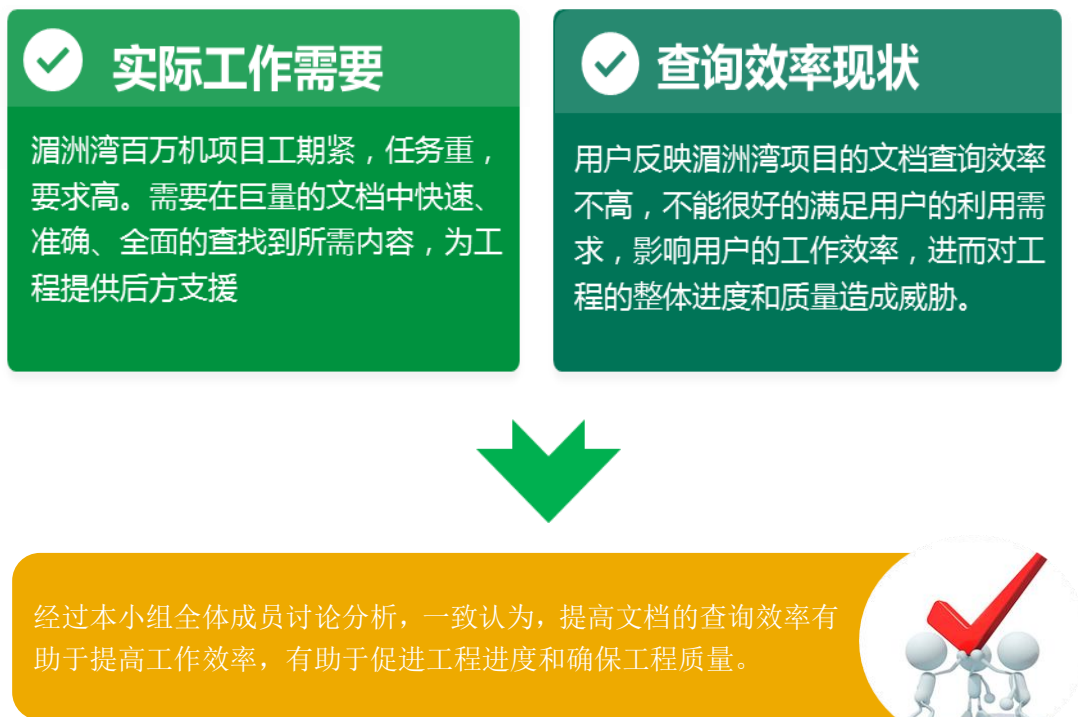 实际工作需要
湄洲湾百万机项目工期紧，任务重，
要求高。需要在巨量的文档中快速、
准确、全面的查找到所需内容，为工
程提供后方支援
查询效率现状
用户反映湄洲湾项目的文档查询效率
不高，不能很好的满足用户的利用需
求，影响用户的工作效率，进而对工
程的整体进度和质量造成威胁。
经过本小组全体成员讨论分析，一致认为，提高文档的查询效率有
助于提高工作效率，有助于促进工程进度和确保工程质量。